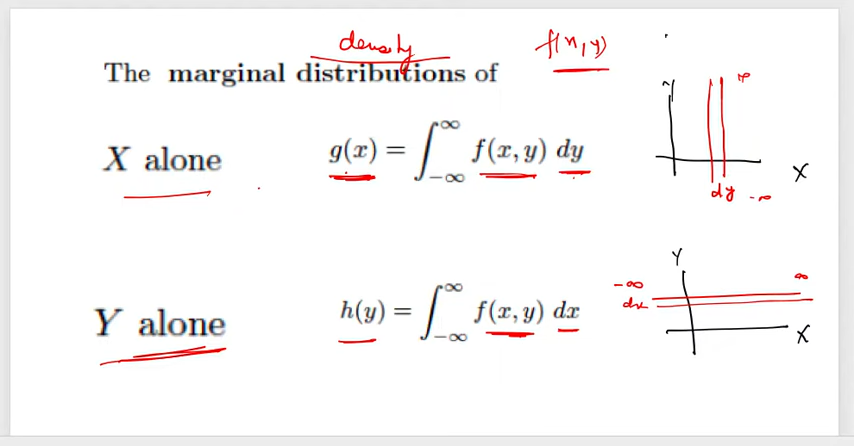 density f(x,y)
The marginal distributions of
Y ∞
X alone g(x) = ∫_{-∞}^{∞} f(x, y) dy
X
dy -∞
Y
-∞ ∞
dx
Y alone h(y) = ∫_{-∞}^{∞} f(x, y) dx
X